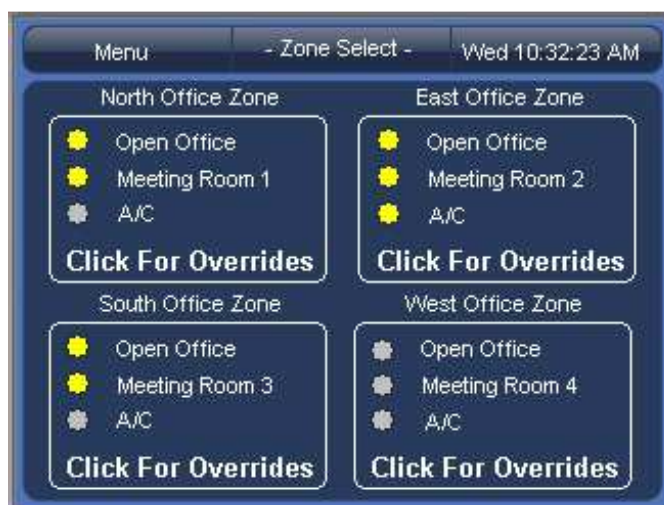 Menu - Zone Select - Wed 10:32:23 AM
North Office Zone
Open Office
Meeting Room 1
A/C
Click For Overrides
East Office Zone
Open Office
Meeting Room 2
A/C
Click For Overrides
South Office Zone
Open Office
Meeting Room 3
A/C
Click For Overrides
West Office Zone
Open Office
Meeting Room 4
A/C
Click For Overrides